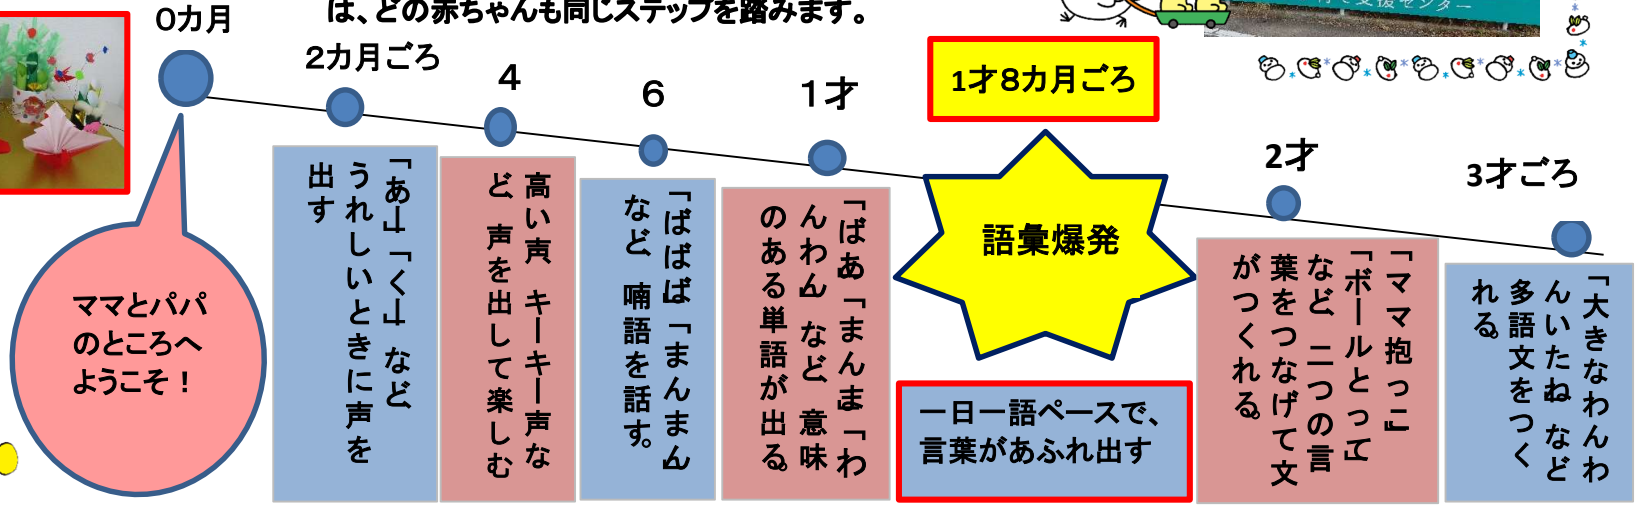 は、どの赤ちゃんも同じステップを踏みます。
育て支援センター
0カ月
ママとパパ
のところへ
ようこそ！
2カ月ごろ
「あー」「くー」など、
うれしいときに声を
出す
4
高い声、キーキー声な
ど、声を出して楽しむ
6
「ばばば」「まんまん」
など、喃語を話す。
1才
「ばあ」「まんま」「わ
んわん」など、意味
のある単語が出る。
1才8カ月ごろ
語彙爆発
一日一語ペースで、
言葉があふれ出す
2才
「ママ抱っこ」
「ボールとって」
など、二つの言
葉をつなげて文
がつくれる。
3才ごろ
「大きなわんわ
んいたね」など
多語文をつく
れる。